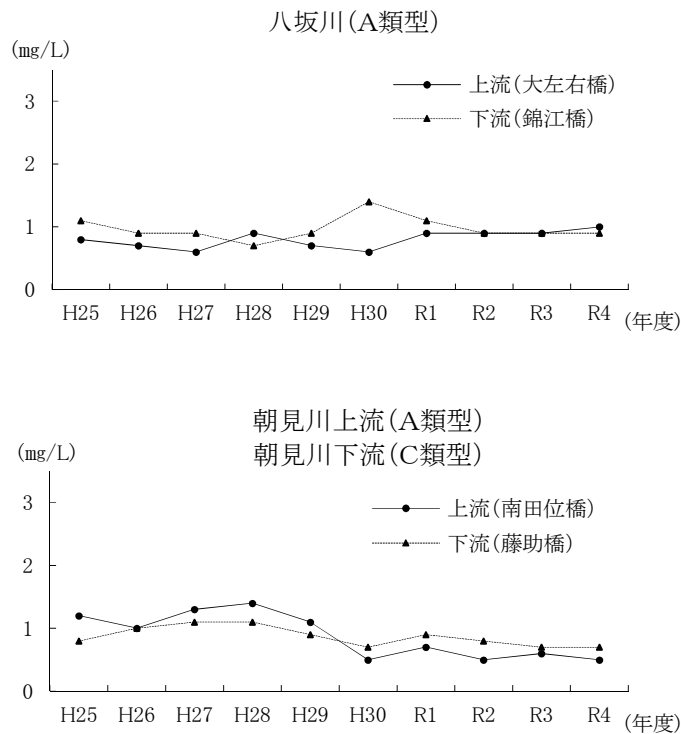 八坂川(A類型)
(mg/L)
上流(大左右橋)
下流(錦江橋)
3
2
1
0
H25 H26 H27 H28 H29 H30 R1 R2 R3 R4 (年度)
朝見川上流(A類型)
朝見川下流(C類型)
(mg/L)
上流(南田位橋)
下流(藤助橋)
3
2
1
0
H25 H26 H27 H28 H29 H30 R1 R2 R3 R4 (年度)